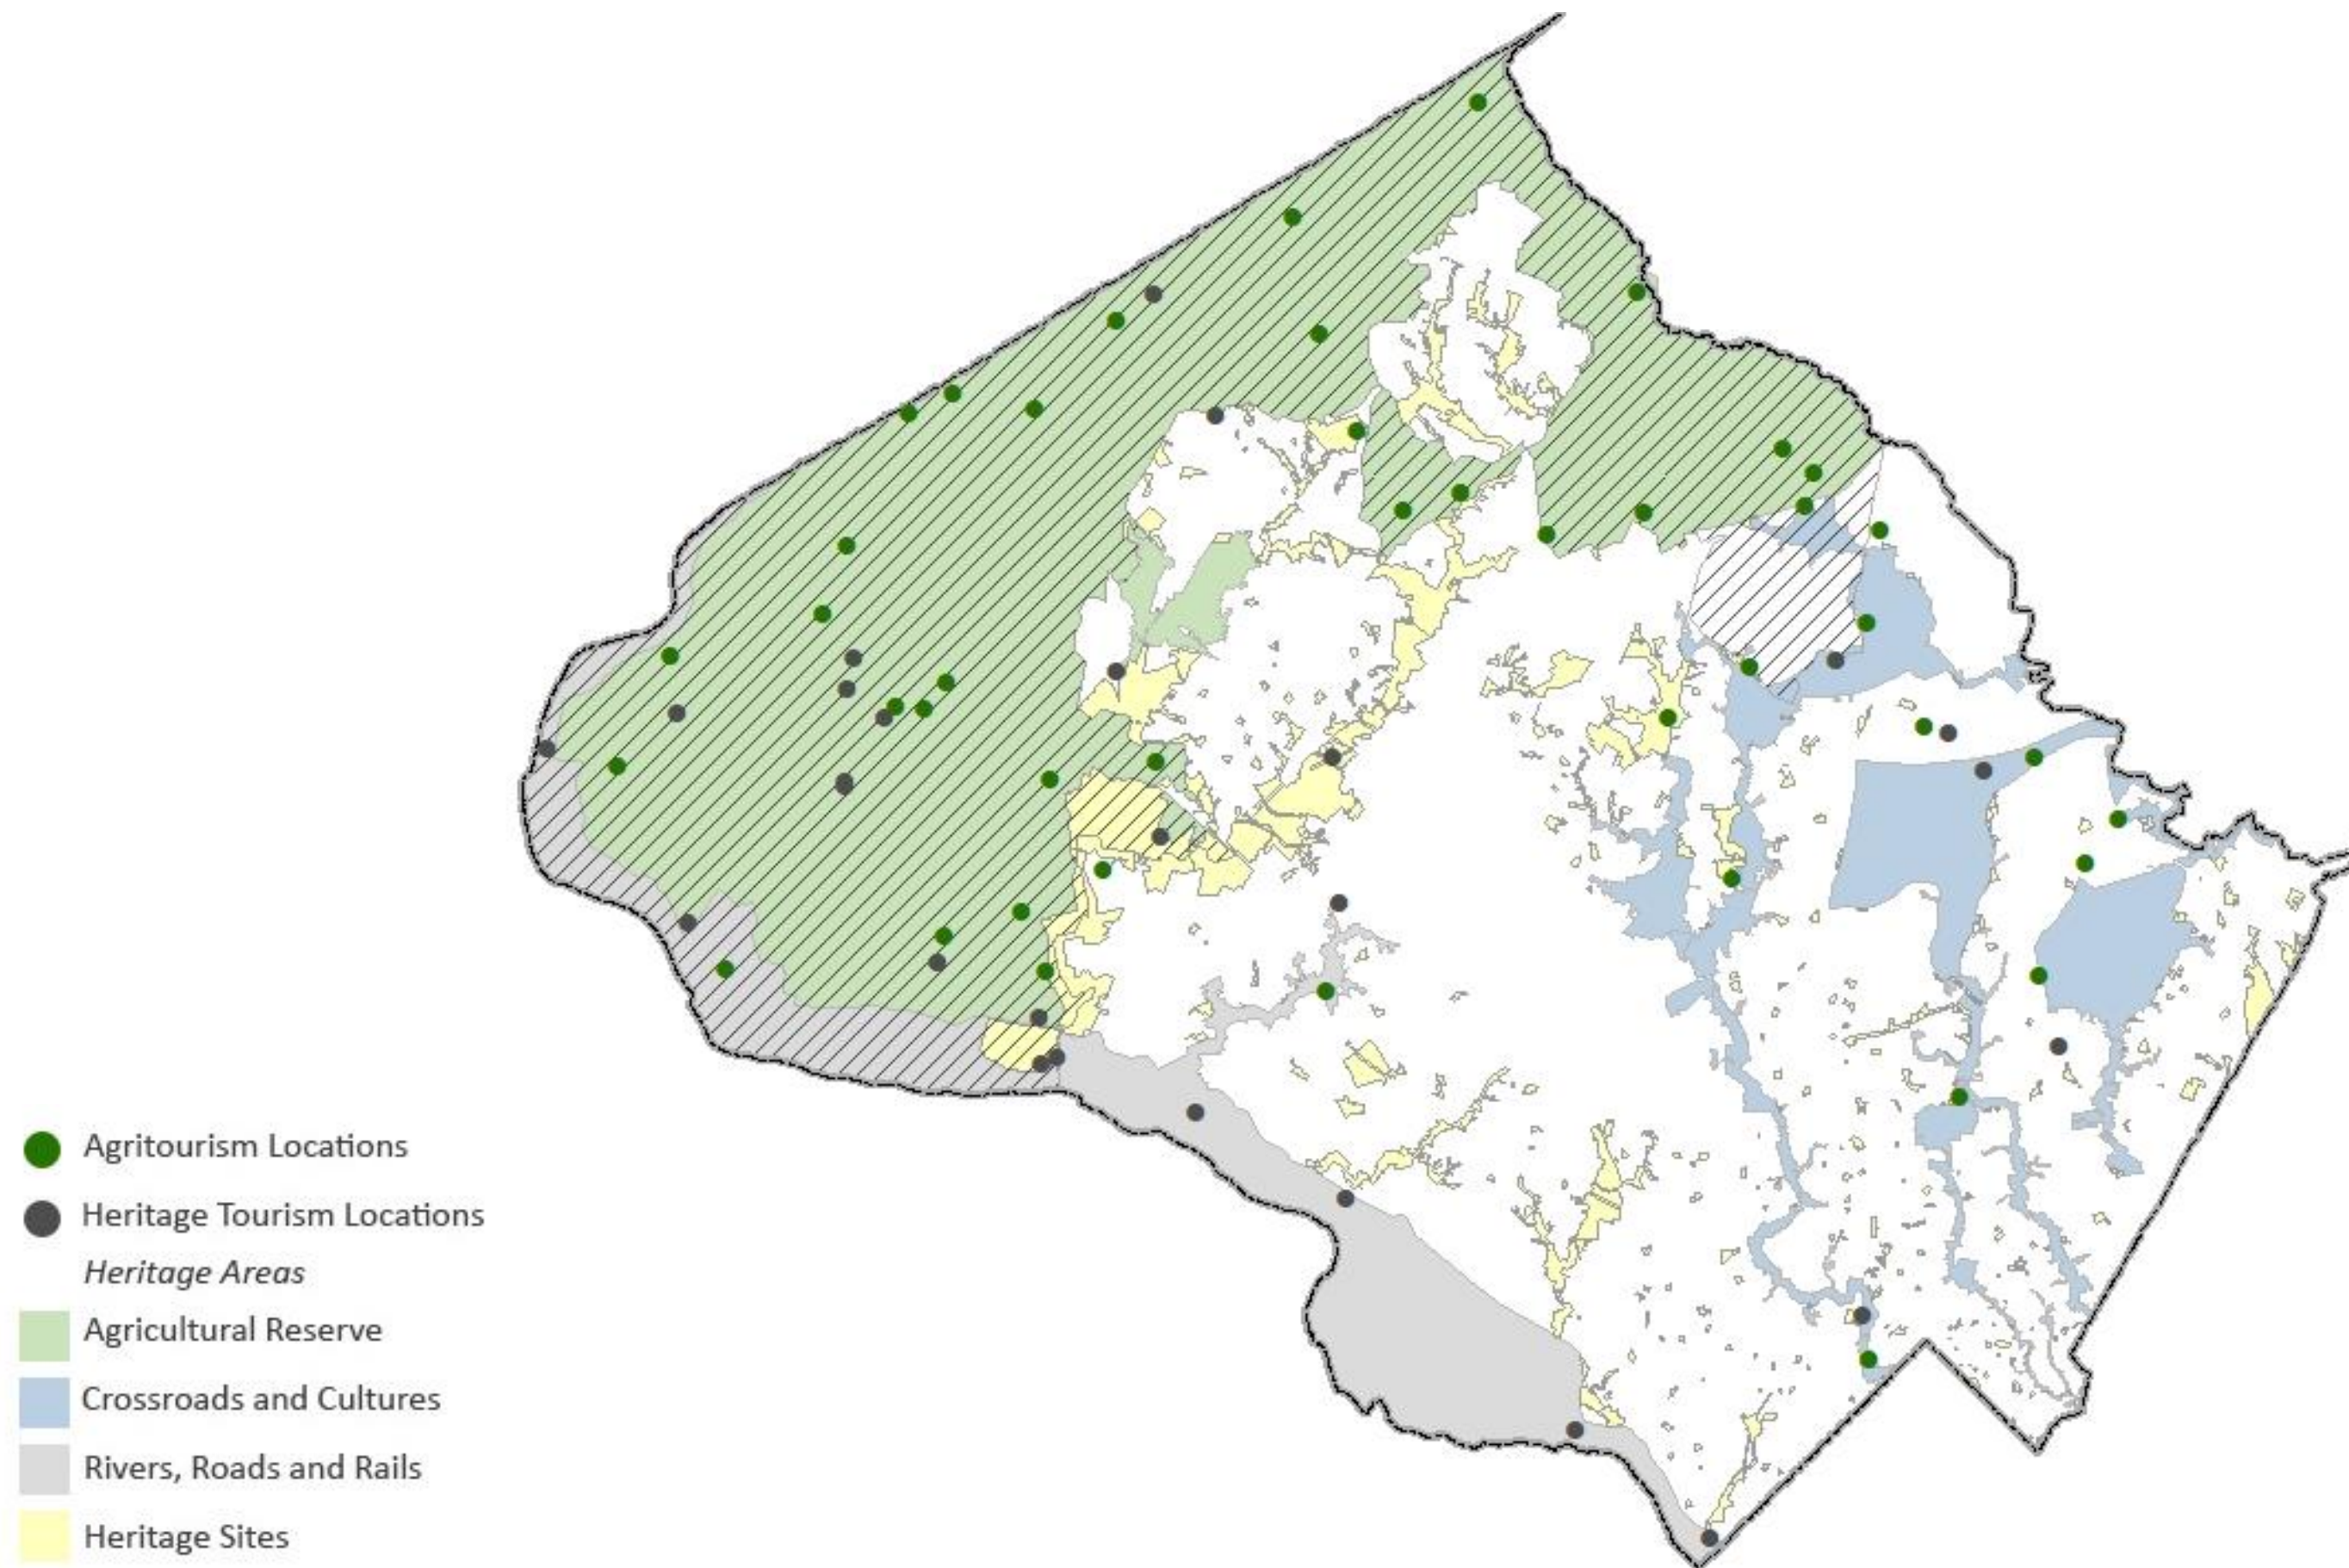 Agritourism Locations
Heritage Tourism Locations
Heritage Areas
Agricultural Reserve
Crossroads and Cultures
Rivers, Roads and Rails
Heritage Sites